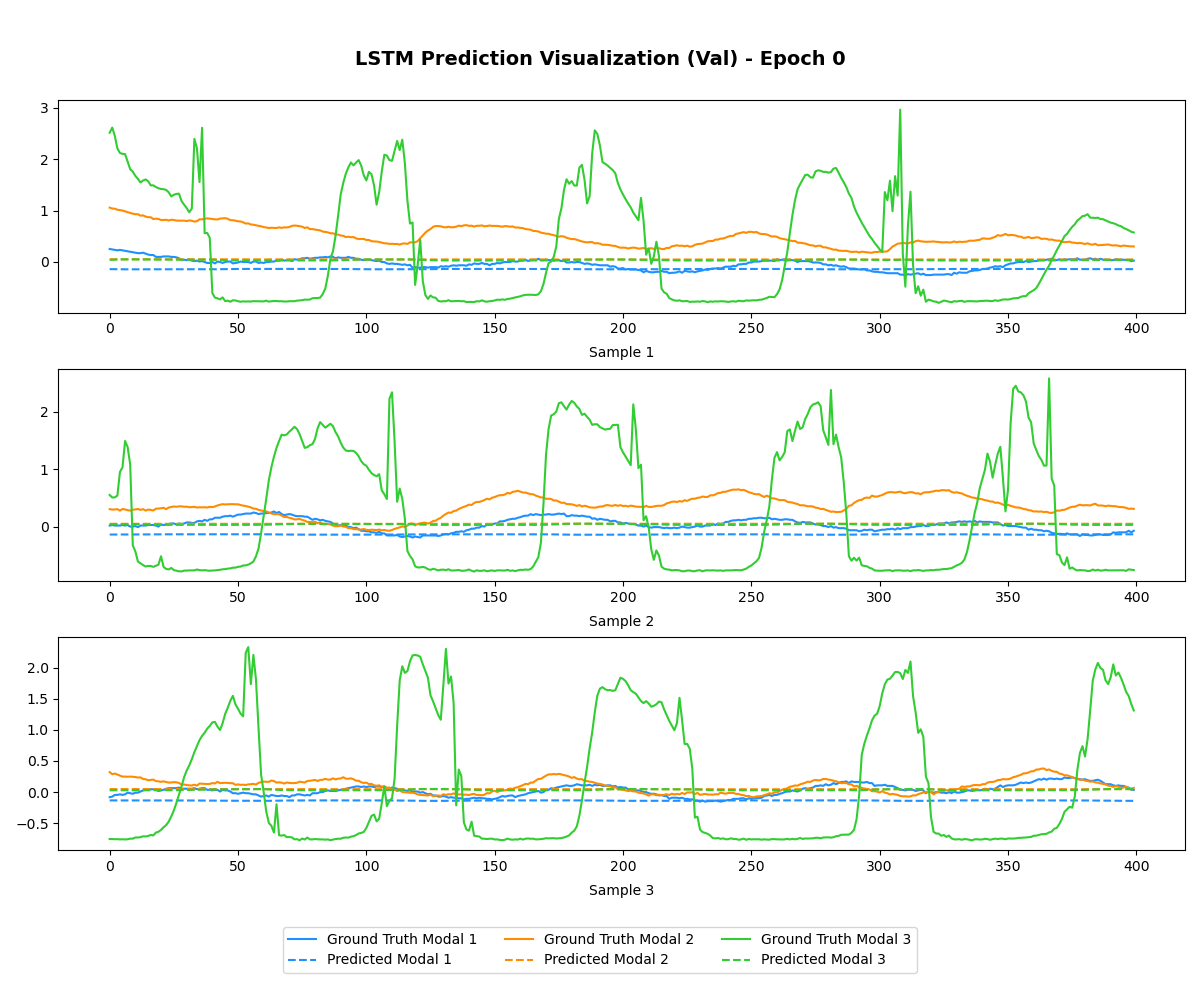 LSTM Prediction Visualization (Val) - Epoch 0
3
2
1
0
0 50 100 150 200 250 300 350 400
Sample 1
2
1
0
0 50 100 150 200 250 300 350 400
Sample 2
2.0
1.5
1.0
0.5
0.0
−0.5
0 50 100 150 200 250 300 350 400
Sample 3
Ground Truth Modal 1 Ground Truth Modal 2 Ground Truth Modal 3
Predicted Modal 1 Predicted Modal 2 Predicted Modal 3